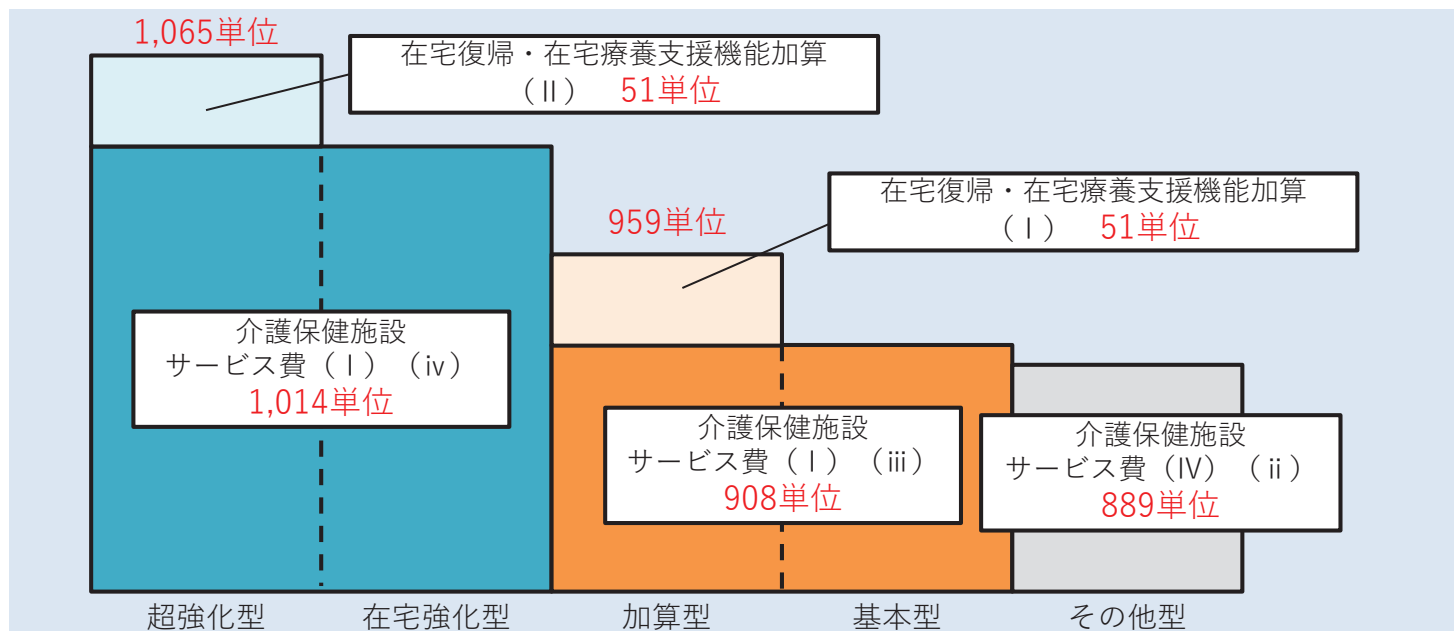 1,065単位
在宅復帰・在宅療養支援機能加算
（Ⅱ）　51単位
959単位
在宅復帰・在宅療養支援機能加算
（Ⅰ）　51単位
介護保健施設
サービス費（Ⅰ）（ⅳ）
1,014単位
介護保健施設
サービス費（Ⅰ）（ⅲ）
908単位
介護保健施設
サービス費（Ⅳ）（ⅱ）
889単位
超強化型　在宅強化型　加算型　基本型　その他型